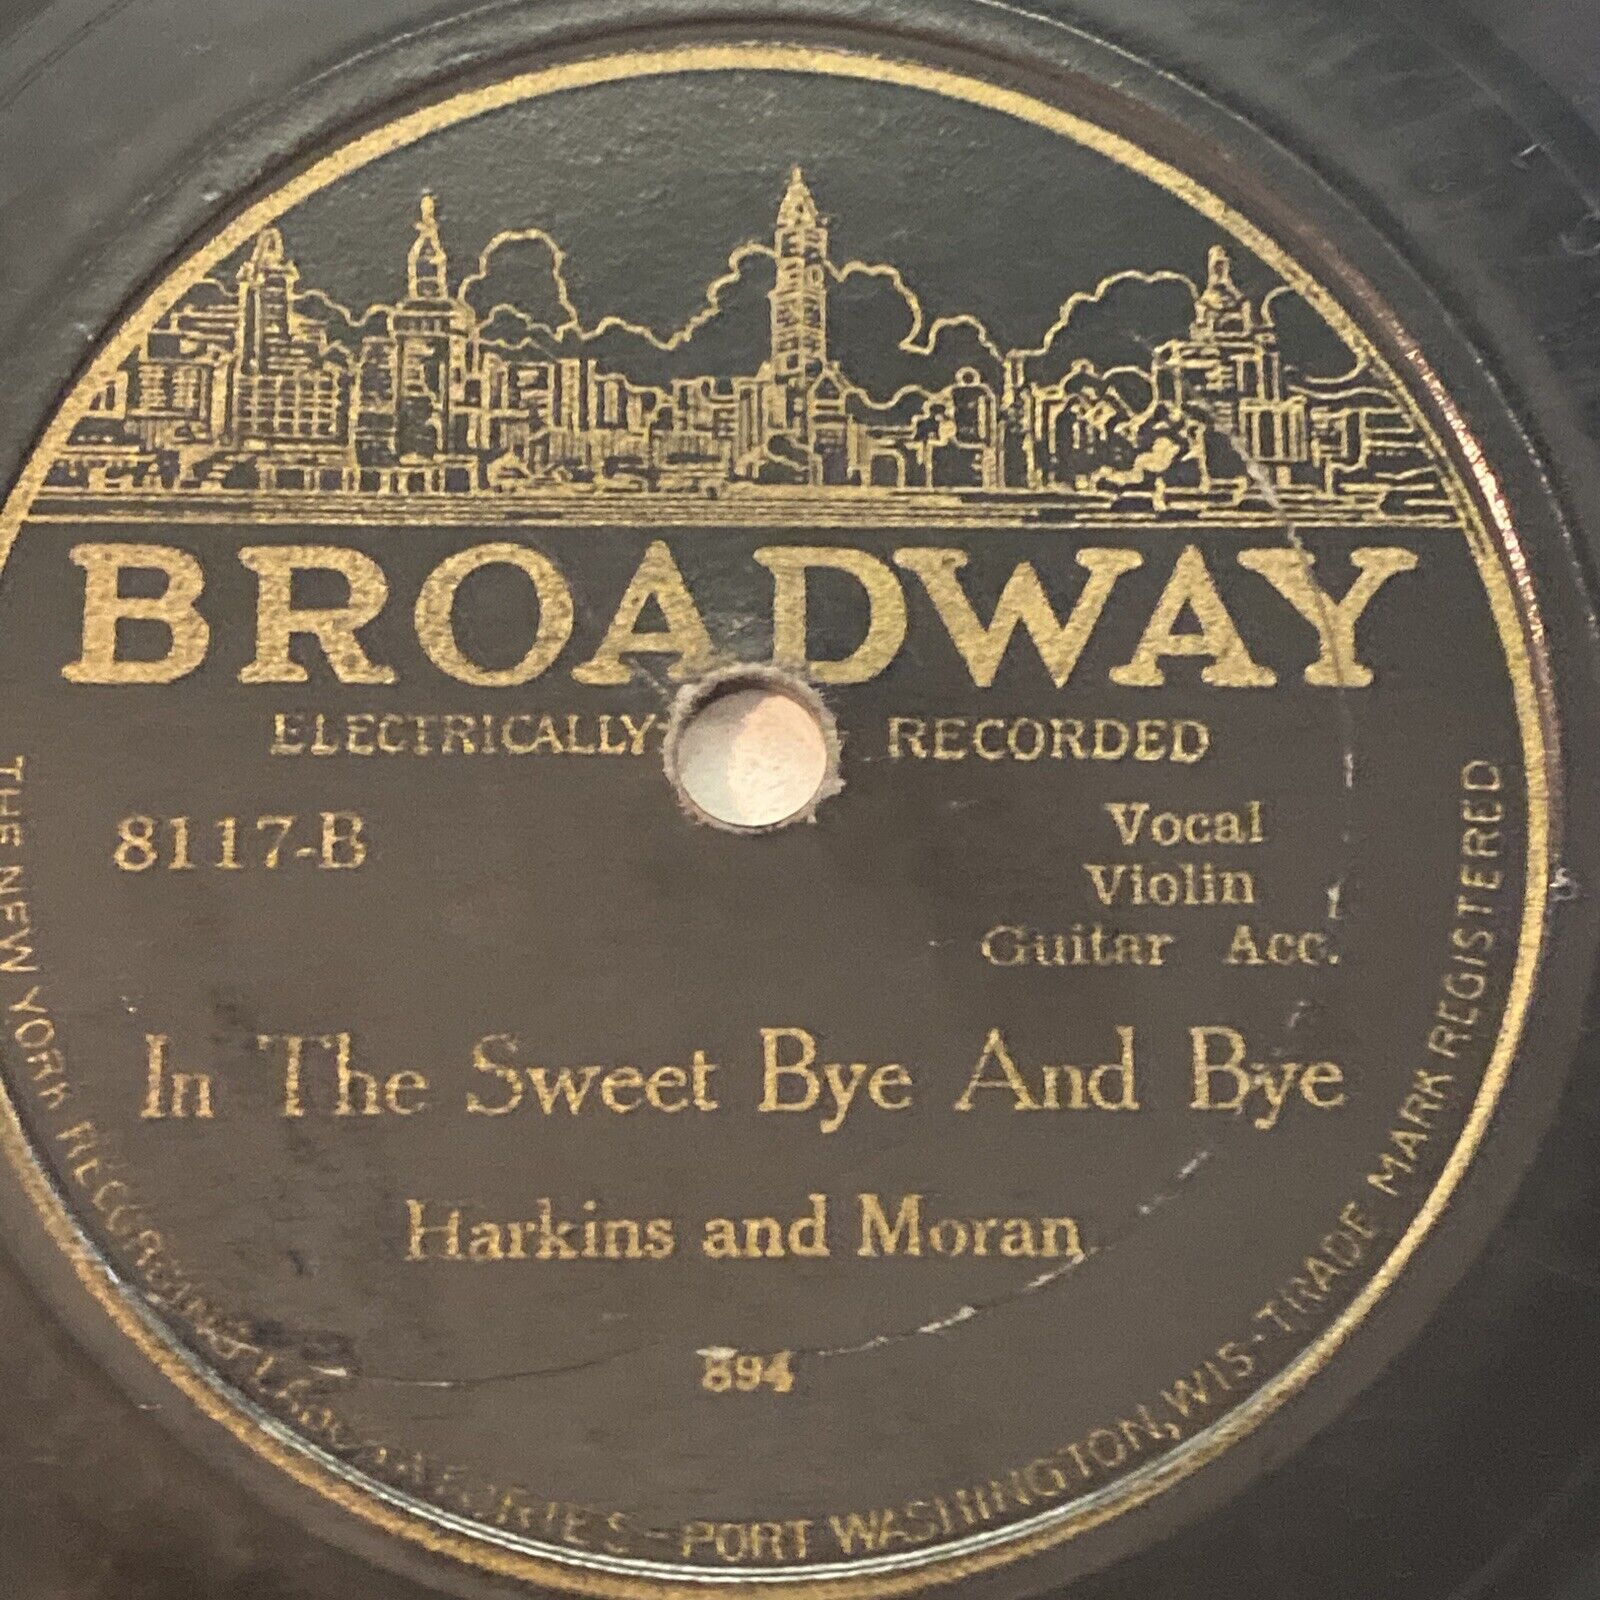 BROADWAY
ELECTRICALLY RECORDED
8117-B
Vocal
Violin
Guitar Acc.
In The Sweet Bye And Bye
Harkins and Moran
894
THE NEW YORK RECORDING LABORATORIES - PORT WASHINGTON, WIS - TRADE MARK REGISTERED